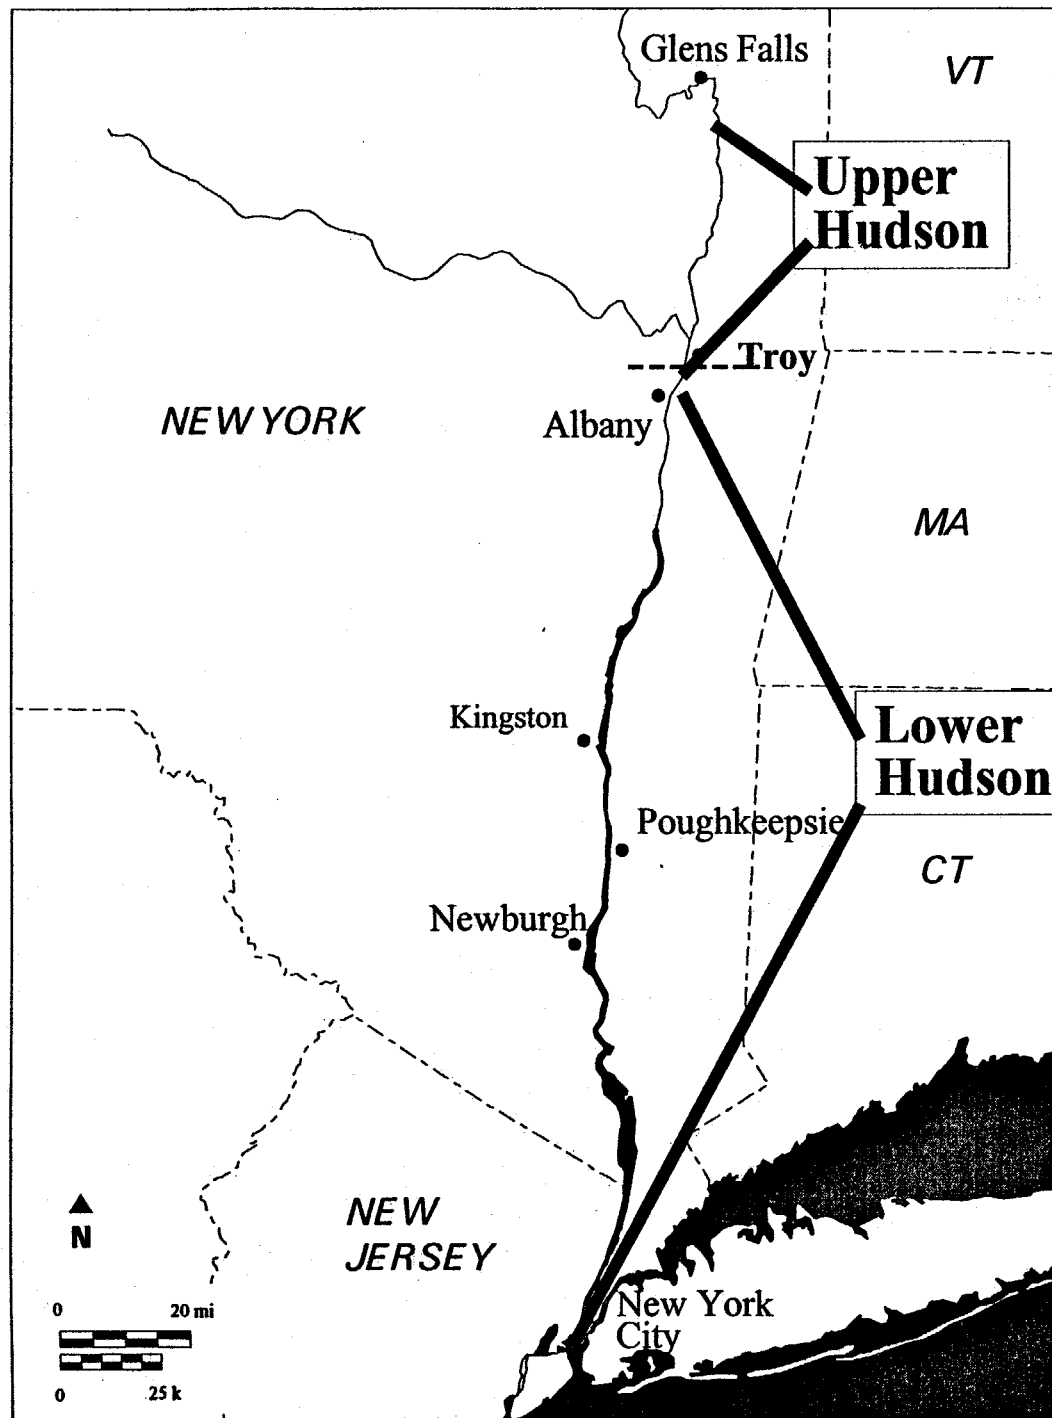 Glens Falls
VT
Upper
Hudson
Troy
Albany
NEW YORK
MA
Kingston
Lower
Hudson
Poughkeepsie
CT
Newburgh
NEW
JERSEY
N
0 20 mi
0 25 k
New York
City